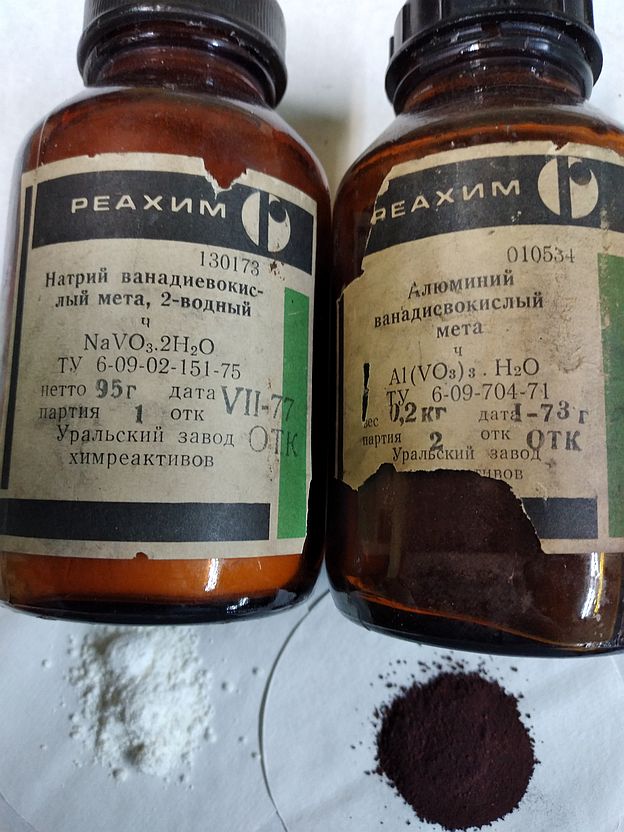 РЕАХИМ
130173
Натрий ванадиевокис-
лый мета, 2-водный
ч
NaVO₃.2H₂O
ТУ 6-09-02-151-75
нетто 95г дата VII-77
партия 1 отк ОТК
Уральский завод
химреактивов
РЕАХИМ
010534
Алюминий
ванадиевокислый
мета
ч
Al(VO₃)₃ . H₂O
ТУ 6-09-704-71
вес 0,2кг дата 1-73 г
партия 2 отк ОТК
Уральский завод
активов